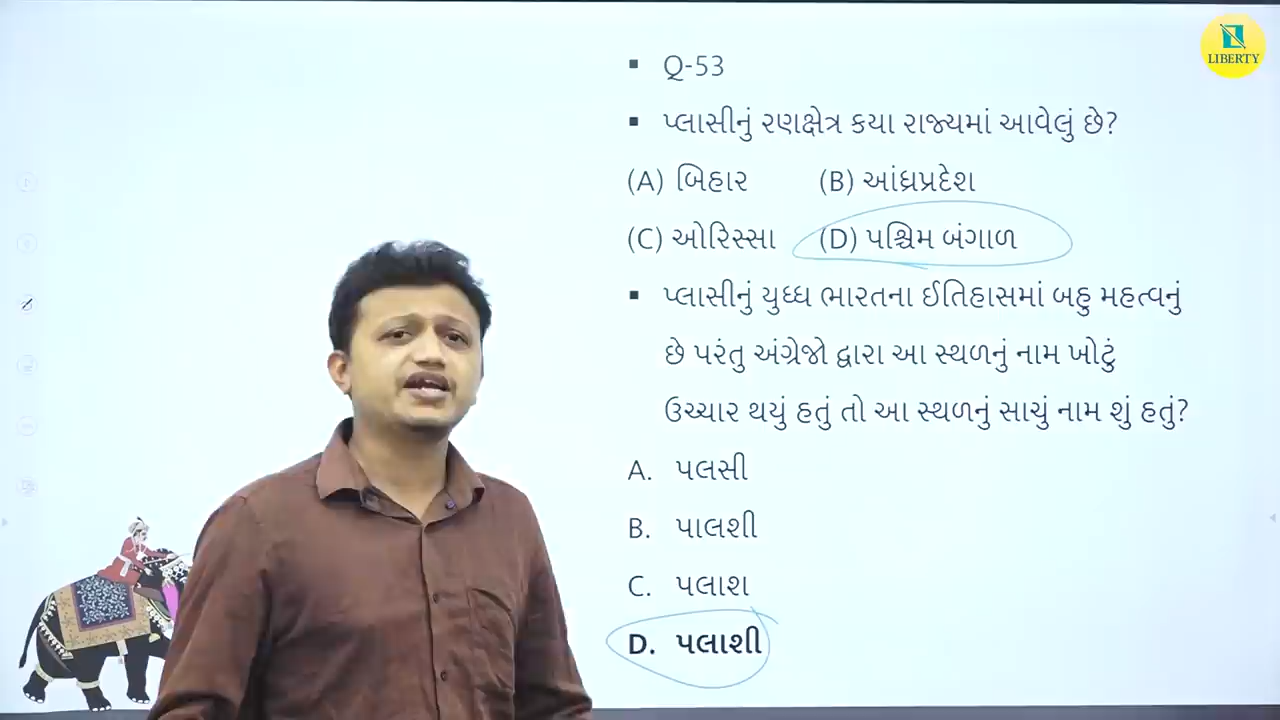 LIBERTY
Q-53
પ્લાસીનું રણક્ષેત્ર કયા રાજ્યમાં આવેલું છે?
(A) બિહાર (B) આંધ્રપ્રદેશ
(C) ઓરિસ્સા (D) પશ્ચિમ બંગાળ
પ્લાસીનું યુધ્ધ ભારતના ઈતિહાસમાં બહુ મહત્વનું
છે પરંતુ અંગ્રેજો દ્વારા આ સ્થળનું નામ ખોટું
ઉચ્ચાર થયું હતું તો આ સ્થળનું સાચું નામ શું હતું?
A. પલસી
B. પાલશી
C. પલાશ
D. પલાશી